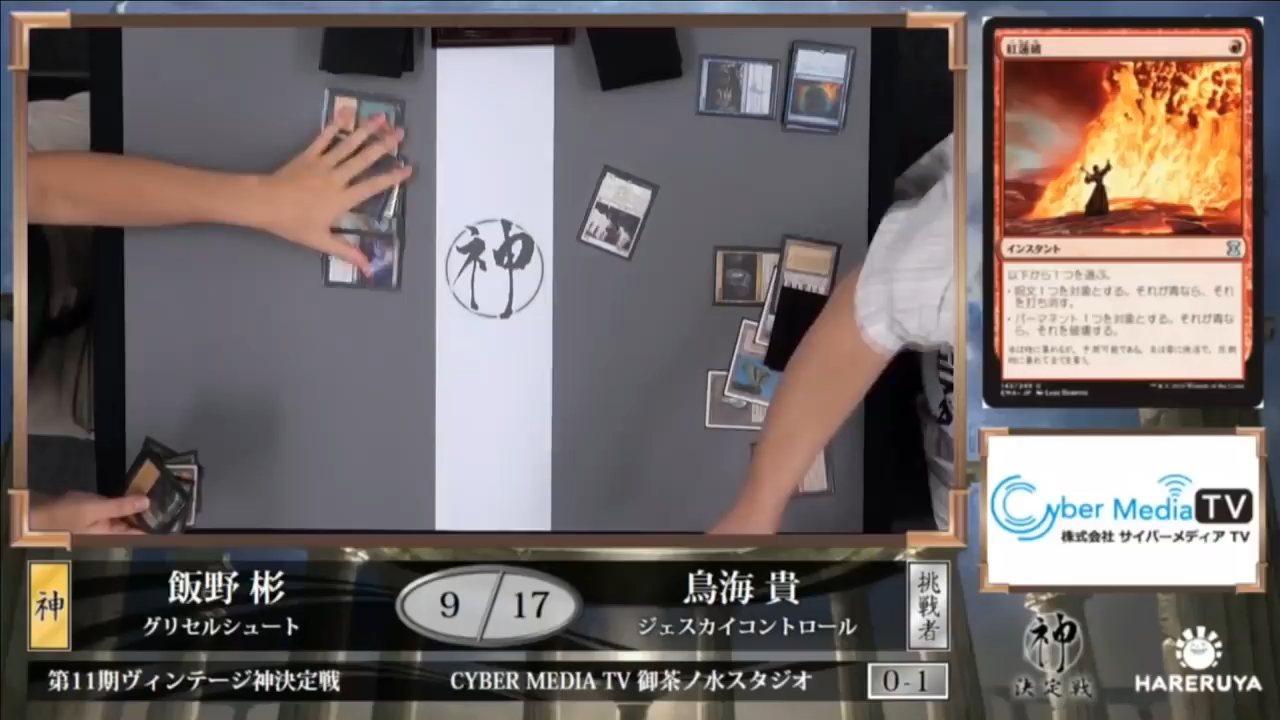 紅蓮破
インスタント
以下から1つを選ぶ。
・呪文1つを対象とする。それが青なら、それ
を打ち消す。
・パーマネント1つを対象とする。それが青な
ら、それを破壊する。
神
Cyber Media TV
株式会社 サイバーメディア TV
神
飯野 彬
グリセルシュート
9 / 17
鳥海 貴
ジェスカイコントロール
挑戦者
第11期ヴィンテージ神決定戦
CYBER MEDIA TV 御茶ノ水スタジオ
0-1
神
決定戦
HARERUYA